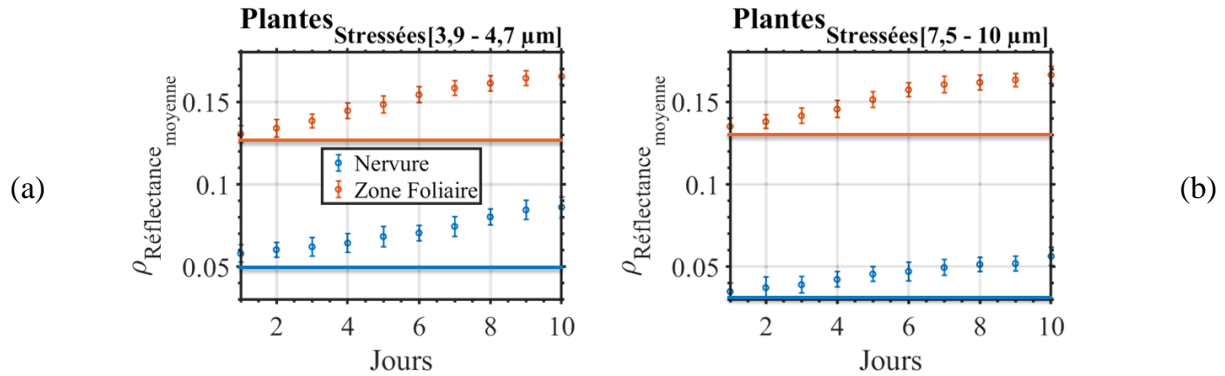 Plantes
Stressées[3,9 - 4,7 µm]
(a)
ρRéflectance moyenne
0.15
0.1
0.05
Nervure
Zone Foliaire
2 4 6 8 10
Jours
Plantes
Stressées[7,5 - 10 µm]
(b)
ρRéflectance moyenne
0.15
0.1
0.05
2 4 6 8 10
Jours